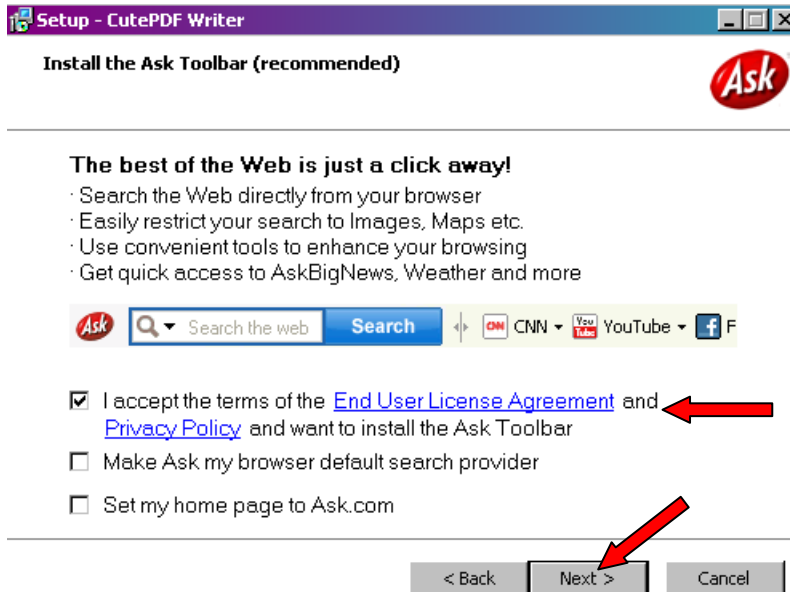 Setup - CutePDF Writer
Install the Ask Toolbar (recommended)
Ask
The best of the Web is just a click away!
· Search the Web directly from your browser
· Easily restrict your search to Images, Maps etc.
· Use convenient tools to enhance your browsing
· Get quick access to AskBigNews, Weather and more
Ask Search the web Search CNN CNN You Tube YouTube f F
I accept the terms of the End User License Agreement and
Privacy Policy and want to install the Ask Toolbar
Make Ask my browser default search provider
Set my home page to Ask.com
< Back Next > Cancel